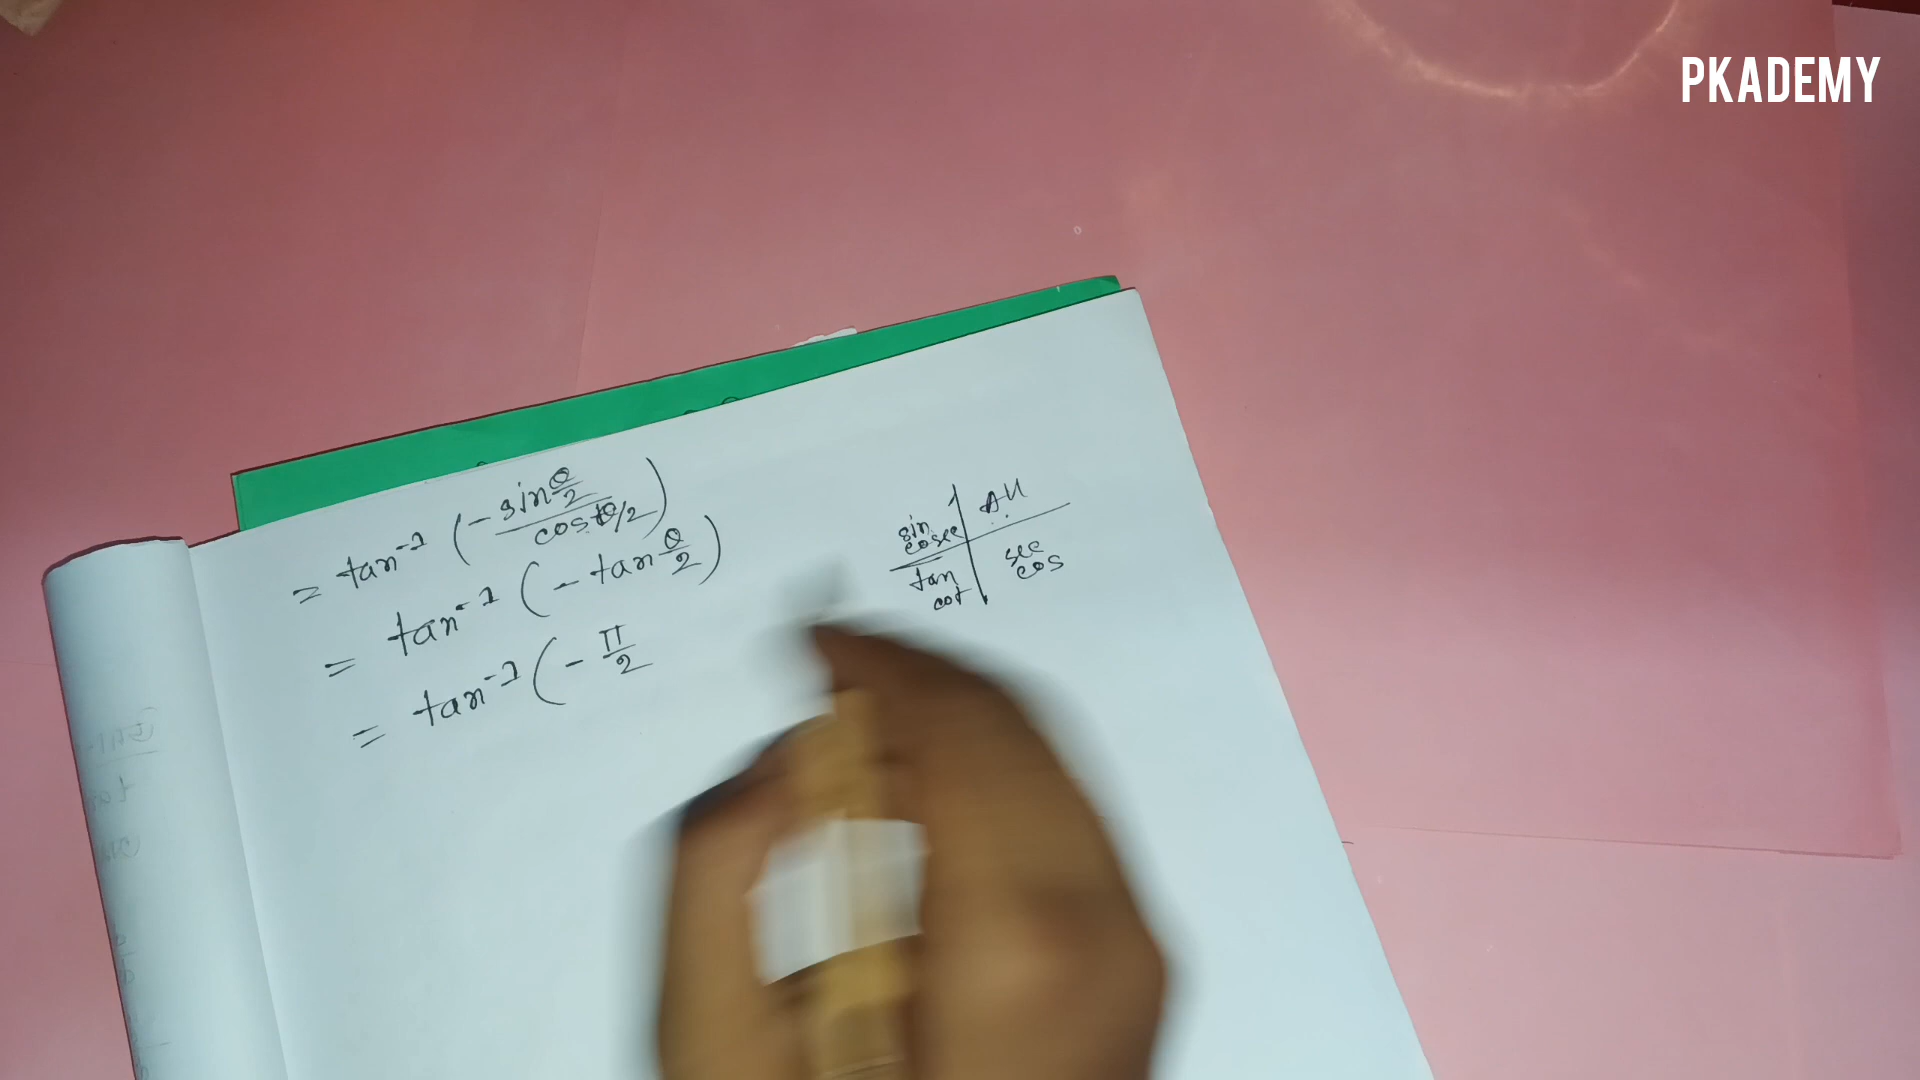 PKADEMY
= tan⁻¹ (- sin θ/2 / cos θ/2)
= tan⁻¹ (- tan θ/2)
= tan⁻¹ (- π/2
sin All
cosec
tan sec
cot cos